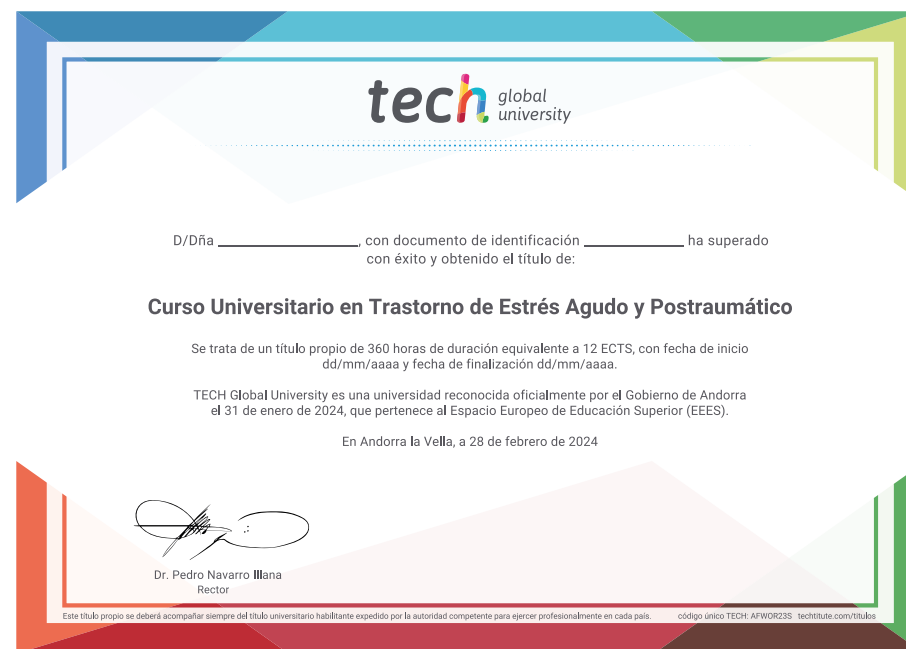 tech global university
D/Dña ____________________, con documento de identificación ______________ ha superado
con éxito y obtenido el título de:
Curso Universitario en Trastorno de Estrés Agudo y Postraumático
Se trata de un título propio de 360 horas de duración equivalente a 12 ECTS, con fecha de inicio
dd/mm/aaaa y fecha de finalización dd/mm/aaaa.
TECH Global University es una universidad reconocida oficialmente por el Gobierno de Andorra
el 31 de enero de 2024, que pertenece al Espacio Europeo de Educación Superior (EEES).
En Andorra la Vella, a 28 de febrero de 2024
Dr. Pedro Navarro Illana
Rector
Este título propio se deberá acompañar siempre del título universitario habilitante expedido por la autoridad competente para ejercer profesionalmente en cada país. código único TECH: AFWOR23S techtitute.com/titulos